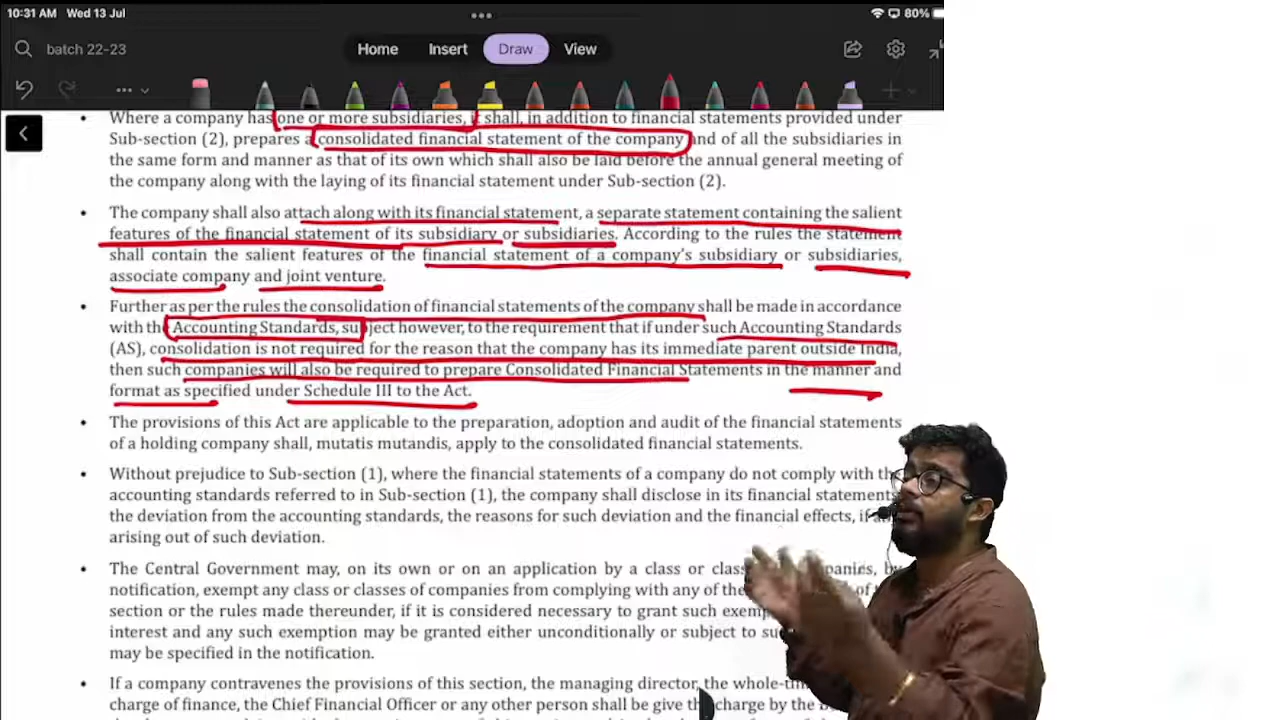 10:31 AM Wed 13 Jul
80%
batch 22-23
Home Insert Draw View
Where a company has one or more subsidiaries, it shall, in addition to financial statements provided under
Sub-section (2), prepares a consolidated financial statement of the company and of all the subsidiaries in
the same form and manner as that of its own which shall also be laid before the annual general meeting of
the company along with the laying of its financial statement under Sub-section (2).
• The company shall also attach along with its financial statement, a separate statement containing the salient
features of the financial statement of its subsidiary or subsidiaries. According to the rules the statement
shall contain the salient features of the financial statement of a company's subsidiary or subsidiaries,
associate company and joint venture.
• Further as per the rules the consolidation of financial statements of the company shall be made in accordance
with the Accounting Standards, subject however, to the requirement that if under such Accounting Standards
(AS), consolidation is not required for the reason that the company has its immediate parent outside India,
then such companies will also be required to prepare Consolidated Financial Statements in the manner and
format as specified under Schedule III to the Act.
• The provisions of this Act are applicable to the preparation, adoption and audit of the financial statements
of a holding company shall, mutatis mutandis, apply to the consolidated financial statements.
• Without prejudice to Sub-section (1), where the financial statements of a company do not comply with the
accounting standards referred to in Sub-section (1), the company shall disclose in its financial statements
the deviation from the accounting standards, the reasons for such deviation and the financial effects, if
arising out of such deviation.
• The Central Government may, on its own or on an application by a class or
notification, exempt any class or classes of companies from complying with any of the
section or the rules made thereunder, if it is considered necessary to grant such
interest and any such exemption may be granted either unconditionally or subject to
may be specified in the notification.
• If a company contravenes the provisions of this section, the managing director, the
charge of finance, the Chief Financial Officer or any other person shall be give the charge by the